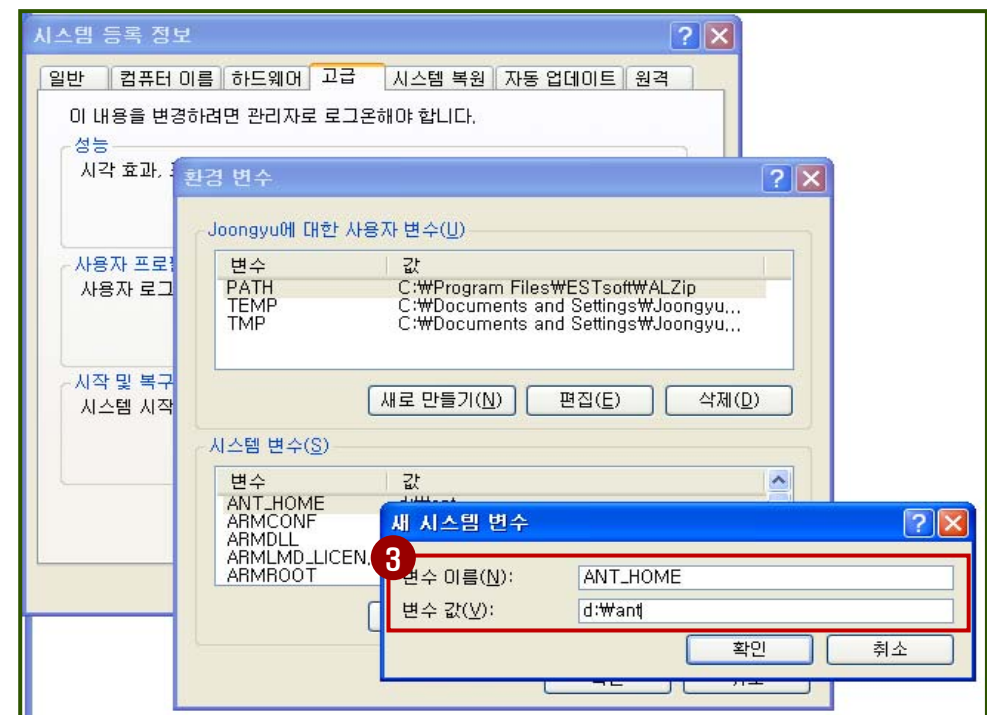 시스템 등록 정보
일반 컴퓨터 이름 하드웨어 고급 시스템 복원 자동 업데이트 원격
이 내용을 변경하려면 관리자로 로그온해야 합니다.
성능
시각 효과,
환경 변수
Joongyu에 대한 사용자 변수(U)
사용자 프로
사용자 로그
변수 값
PATH C:₩Program Files₩ESTsoft₩ALZip
TEMP C:₩Documents and Settings₩Joongyu...
TMP C:₩Documents and Settings₩Joongyu...
시작 및 복구
시스템 시작
새로 만들기(N) 편집(E) 삭제(D)
시스템 변수(S)
변수 값
ANT_HOME d:₩ant
ARMCONF
ARMDLL
ARMLMD_LICEN
ARMROOT
새 시스템 변수
3
변수 이름(N): ANT_HOME
변수 값(V): d:₩ant
확인 취소